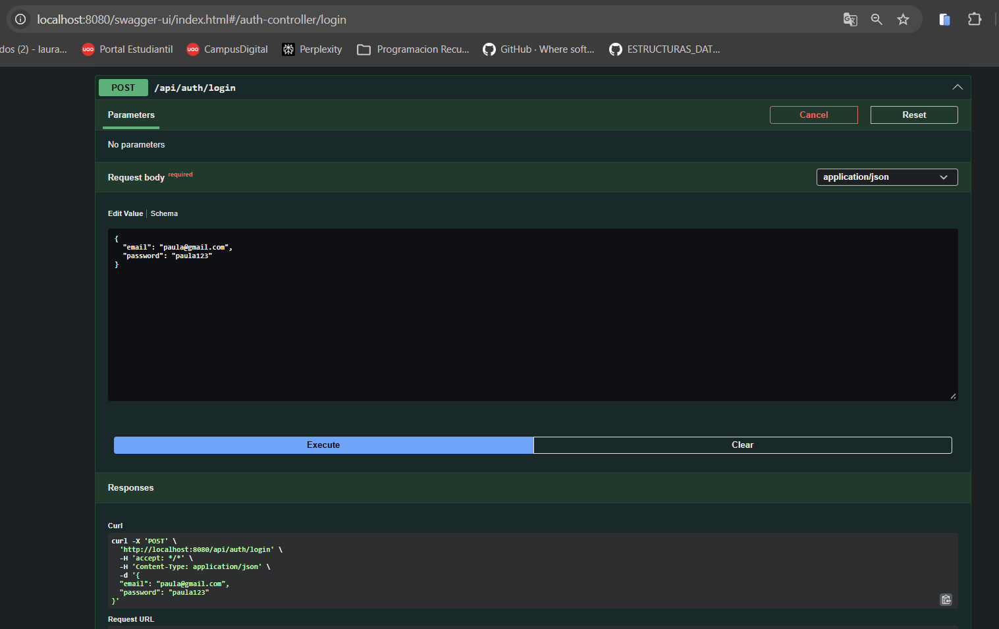 localhost:8080/swagger-ui/index.html#/auth-controller/login
dos (2) - laura... uao Portal Estudiantil uao CampusDigital Perplexity Programacion Recu... GitHub · Where soft... ESTRUCTURAS_DAT...
POST /api/auth/login
Parameters Cancel Reset
No parameters
Request body required application/json
Edit Value | Schema
{
  "email": "paula@gmail.com",
  "password": "paula123"
}
Execute Clear
Responses
Curl
curl -X 'POST' \
  'http://localhost:8080/api/auth/login' \
  -H 'accept: */*' \
  -H 'Content-Type: application/json' \
  -d '{
  "email": "paula@gmail.com",
  "password": "paula123"
}'
Request URL